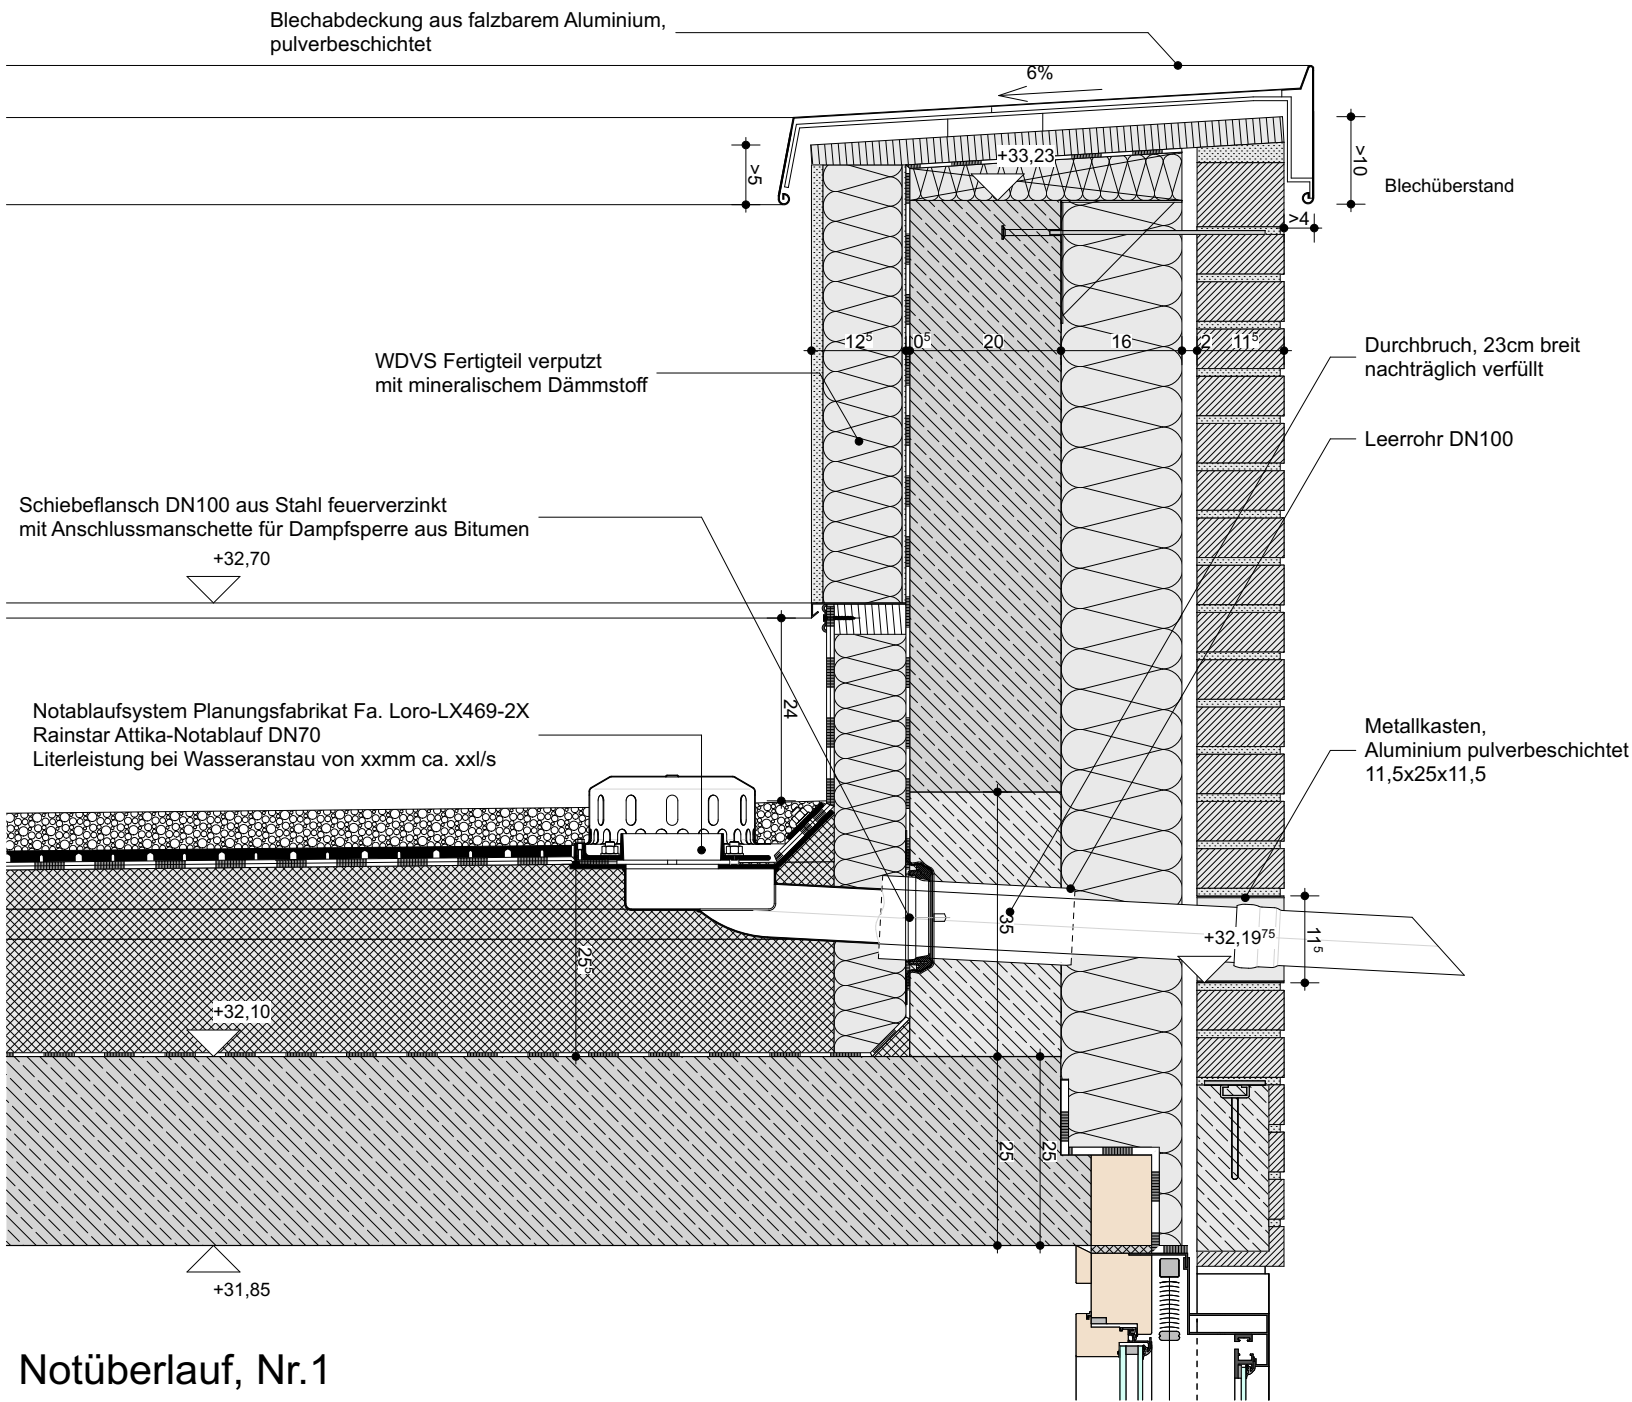 Blechabdeckung aus falzbarem Aluminium,
pulverbeschichtet
6%
>5
+33,23
>10
Blechüberstand
>4
12⁵
0⁵
20
16
2
11⁵
WDVS Fertigteil verputzt
mit mineralischem Dämmstoff
Durchbruch, 23cm breit
nachträglich verfüllt
Leerrohr DN100
Schiebeflansch DN100 aus Stahl feuerverzinkt
mit Anschlussmanschette für Dampfsperre aus Bitumen
+32,70
24
Notablaufsystem Planungsfabrikat Fa. Loro-LX469-2X
Rainstar Attika-Notablauf DN70
Literleistung bei Wasseranstau von xxmm ca. xxl/s
Metallkasten,
Aluminium pulverbeschichtet
11,5x25x11,5
35
+32,19⁷⁵
11⁵
25⁵
+32,10
25
25
+31,85
Notüberlauf, Nr.1